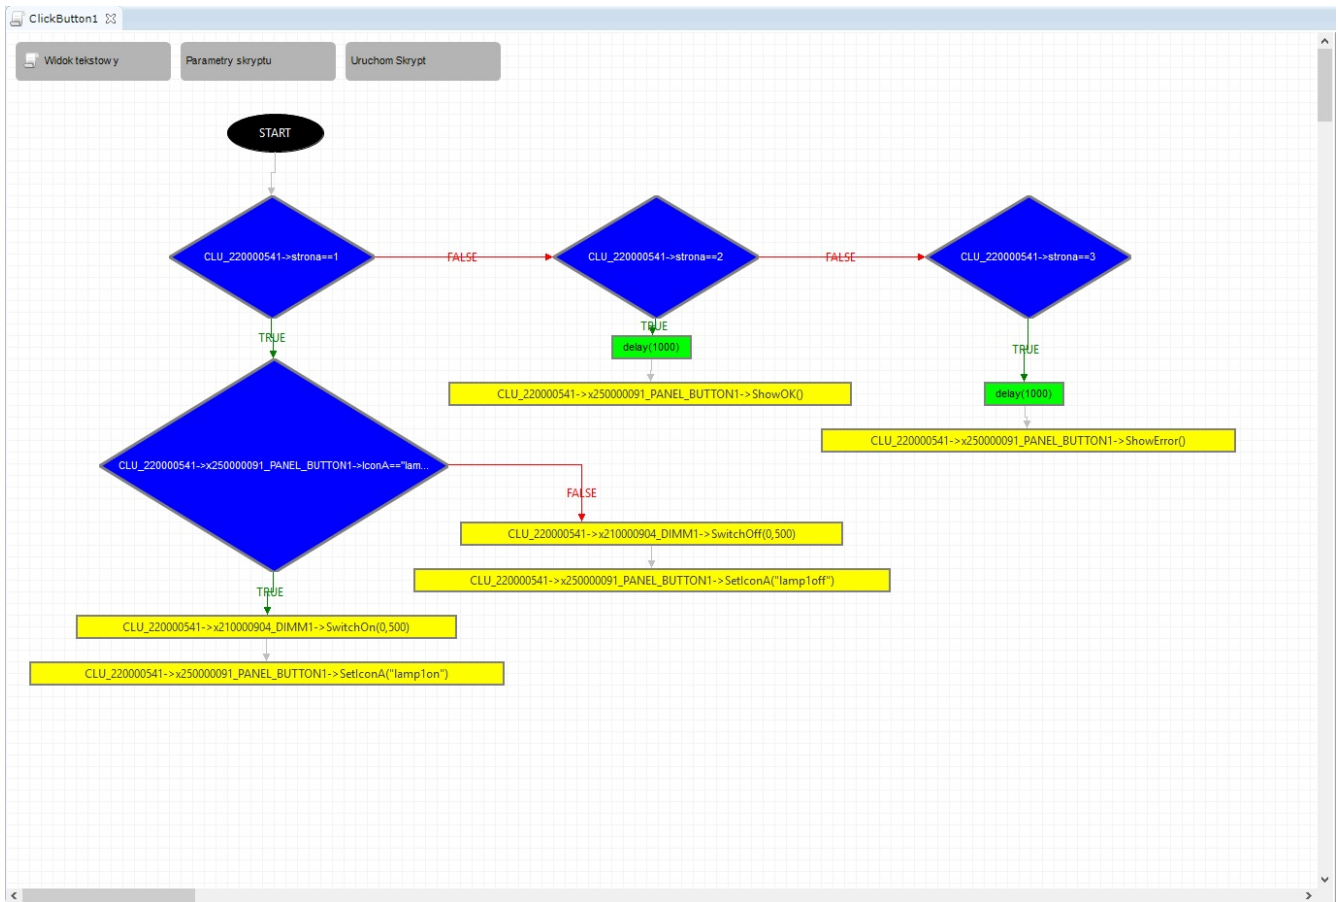 ClickButton1
Widok tekstowy
Parametry skryptu
Uruchom Skrypt
START
CLU_220000541->strona==1
FALSE
CLU_220000541->strona==2
FALSE
CLU_220000541->strona==3
TRUE
TRUE
TRUE
delay(1000)
delay(1000)
CLU_220000541->x250000091_PANEL_BUTTON1->ShowOK()
CLU_220000541->x250000091_PANEL_BUTTON1->ShowError()
CLU_220000541->x250000091_PANEL_BUTTON1->IconA=="lam...
FALSE
CLU_220000541->x210000904_DIMM1->SwitchOff(0,500)
CLU_220000541->x250000091_PANEL_BUTTON1->SetIconA("lamp1off")
TRUE
CLU_220000541->x210000904_DIMM1->SwitchOn(0,500)
CLU_220000541->x250000091_PANEL_BUTTON1->SetIconA("lamp1on")